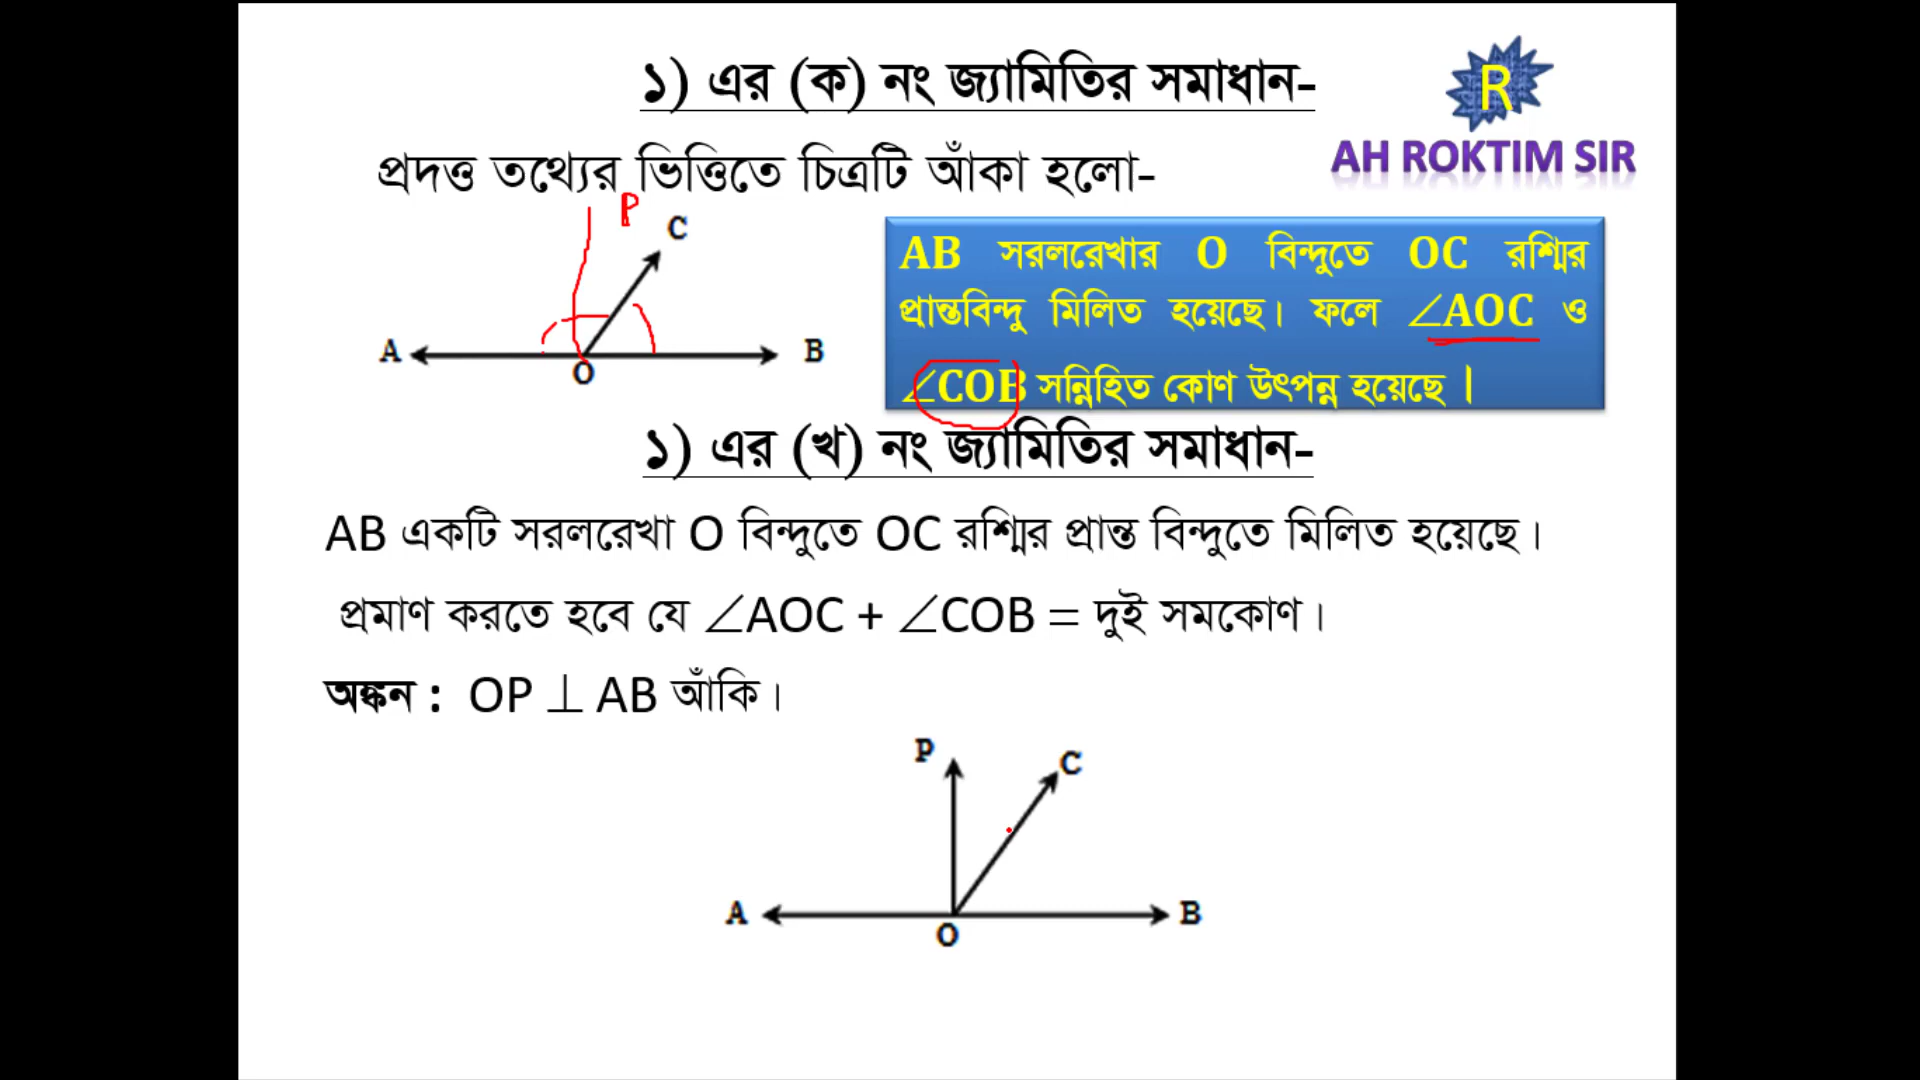 ১) এর (ক) নং জ্যামিতির সমাধান-
R
AH ROKTIM SIR
প্রদত্ত তথ্যের ভিত্তিতে চিত্রটি আঁকা হলো-
P
C
A
B
O
AB সরলরেখার O বিন্দুতে OC রশ্মির
প্রান্তবিন্দু মিলিত হয়েছে। ফলে ∠AOC ও
∠COB সন্নিহিত কোণ উৎপন্ন হয়েছে।
১) এর (খ) নং জ্যামিতির সমাধান-
AB একটি সরলরেখা O বিন্দুতে OC রশ্মির প্রান্ত বিন্দুতে মিলিত হয়েছে।
প্রমাণ করতে হবে যে ∠AOC + ∠COB = দুই সমকোণ।
অঙ্কন : OP ⊥ AB আঁকি।
P
C
A
B
O